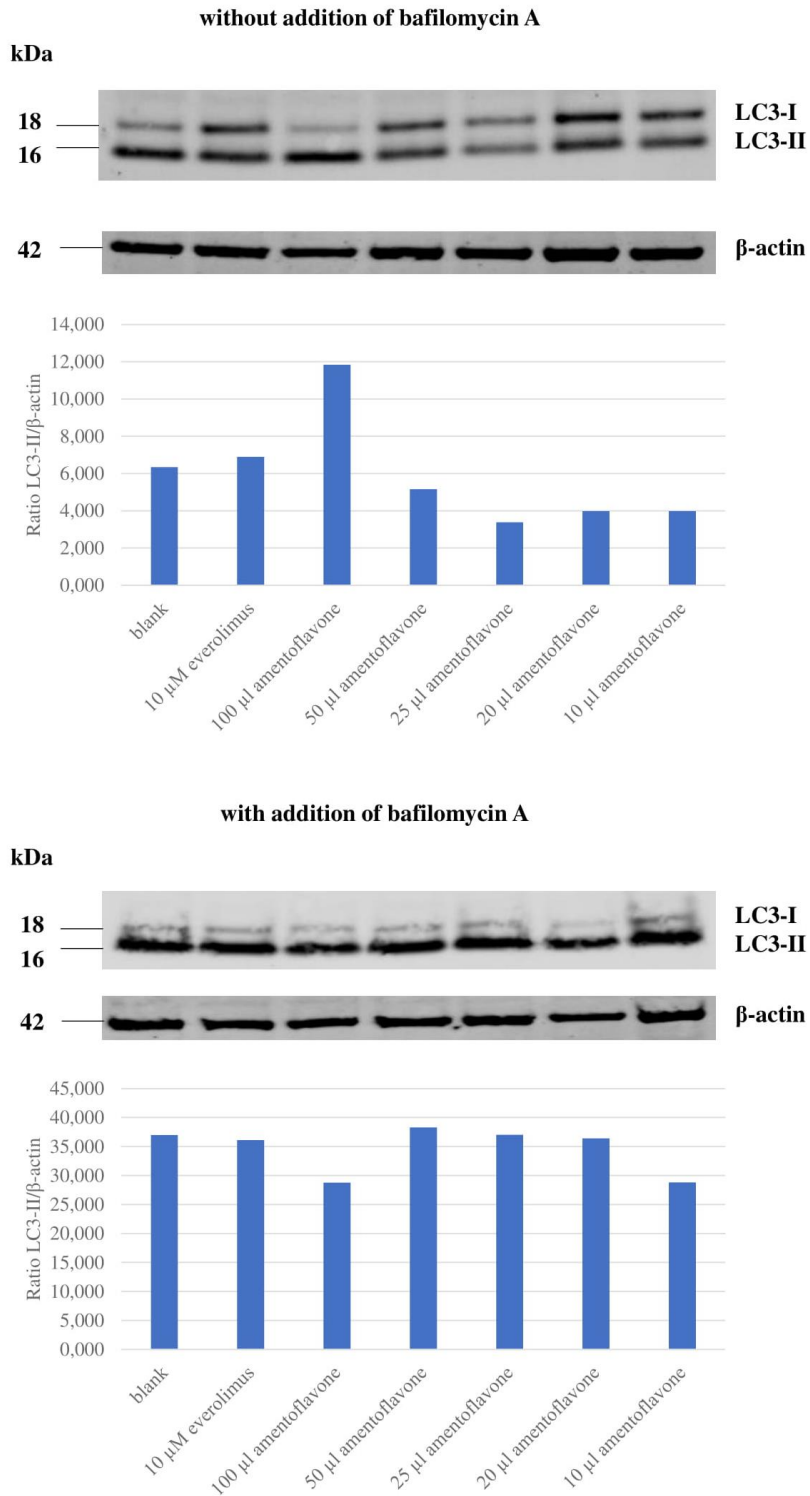 without addition of bafilomycin A
kDa
18
16
LC3-I
LC3-II
42
β-actin
14,000
12,000
10,000
8,000
6,000
4,000
2,000
0,000
Ratio LC3-II/β-actin
blank
10 µM everolimus
100 µl amentoflavone
50 µl amentoflavone
25 µl amentoflavone
20 µl amentoflavone
10 µl amentoflavone
with addition of bafilomycin A
kDa
18
16
LC3-I
LC3-II
42
β-actin
45,000
40,000
35,000
30,000
25,000
20,000
15,000
10,000
5,000
0,000
Ratio LC3-II/β-actin
blank
10 µM everolimus
100 µl amentoflavone
50 µl amentoflavone
25 µl amentoflavone
20 µl amentoflavone
10 µl amentoflavone